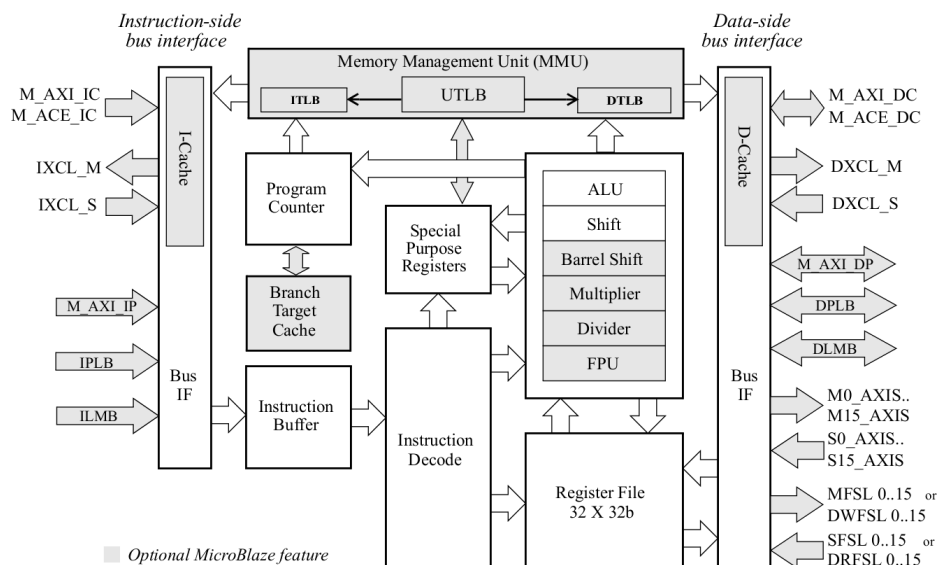 Instruction-side
bus interface
Data-side
bus interface
Memory Management Unit (MMU)
ITLB
UTLB
DTLB
M_AXI_IC
M_ACE_IC
IXCL_M
IXCL_S
M_AXI_IP
IPLB
ILMB
I-Cache
Bus
IF
Program
Counter
Branch
Target
Cache
Instruction
Buffer
Special
Purpose
Registers
Instruction
Decode
ALU
Shift
Barrel Shift
Multiplier
Divider
FPU
Register File
32 X 32b
D-Cache
Bus
IF
M_AXI_DC
M_ACE_DC
DXCL_M
DXCL_S
M_AXI_DP
DPLB
DLMB
M0_AXIS..
M15_AXIS
S0_AXIS..
S15_AXIS
MFSL 0..15 or
DWFSL 0..15
SFSL 0..15 or
DRFSL 0..15
Optional MicroBlaze feature